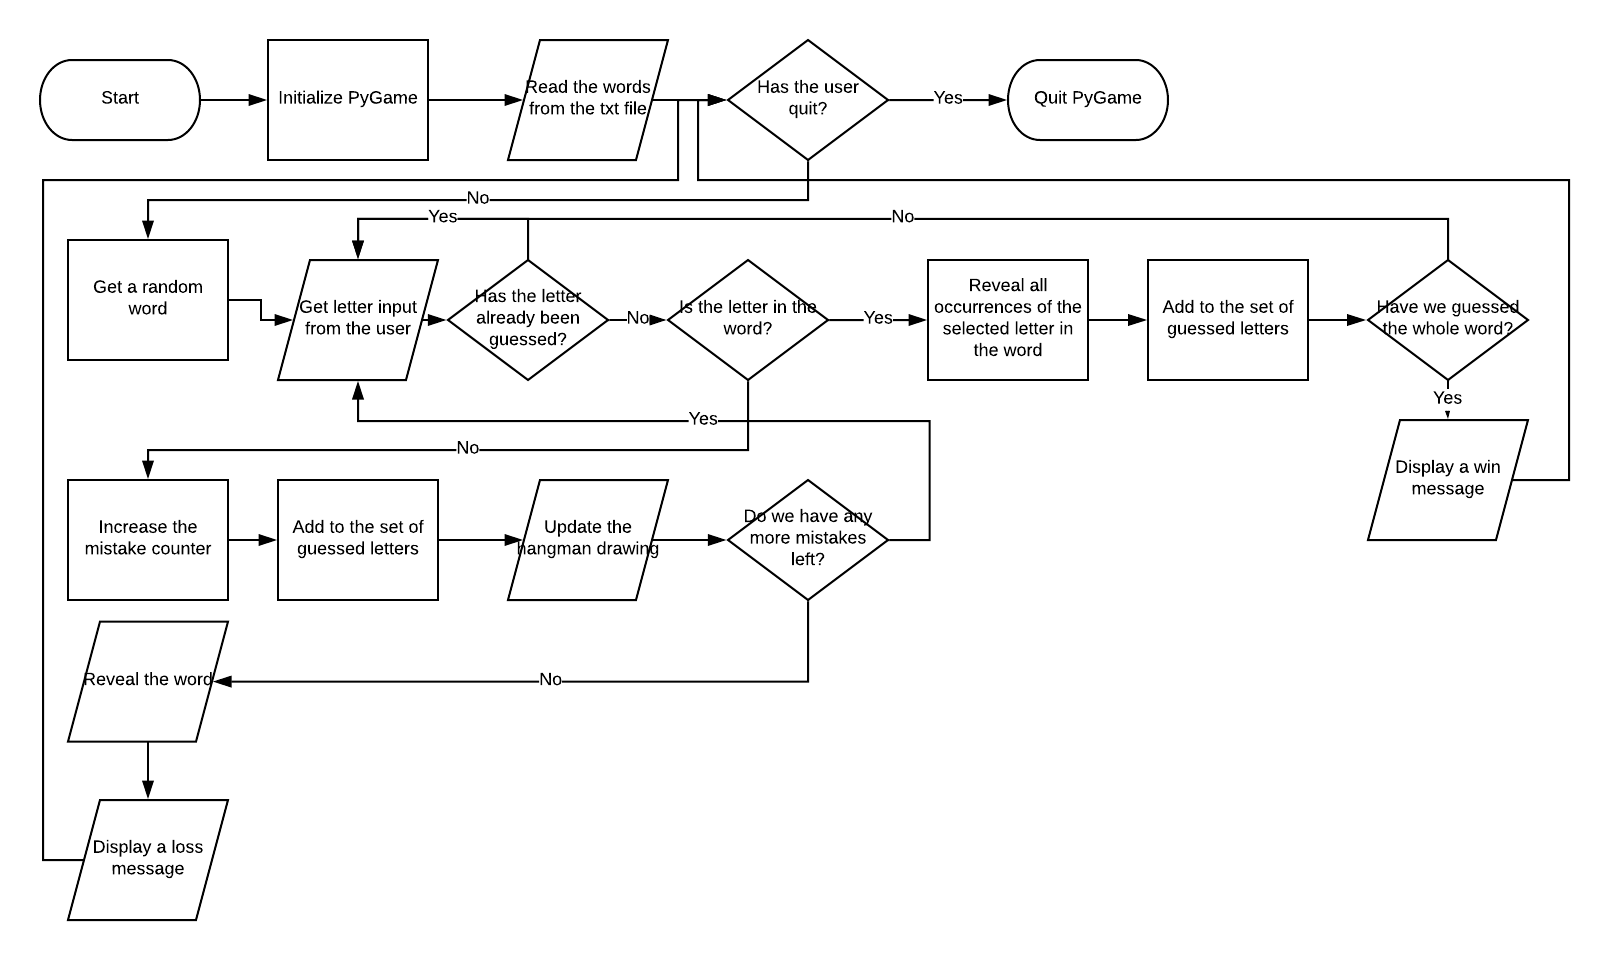 Start
Initialize PyGame
Read the words
from the txt file
Has the user
quit?
Yes
Quit PyGame
No
Yes
No
Get a random
word
Get letter input
from the user
Has the letter
already been
guessed?
No
Is the letter in the
word?
Yes
Reveal all
occurrences of the
selected letter in
the word
Add to the set of
guessed letters
Have we guessed
the whole word?
Yes
Yes
No
Display a win
message
Increase the
mistake counter
Add to the set of
guessed letters
Update the
hangman drawing
Do we have any
more mistakes
left?
Reveal the word
No
Display a loss
message